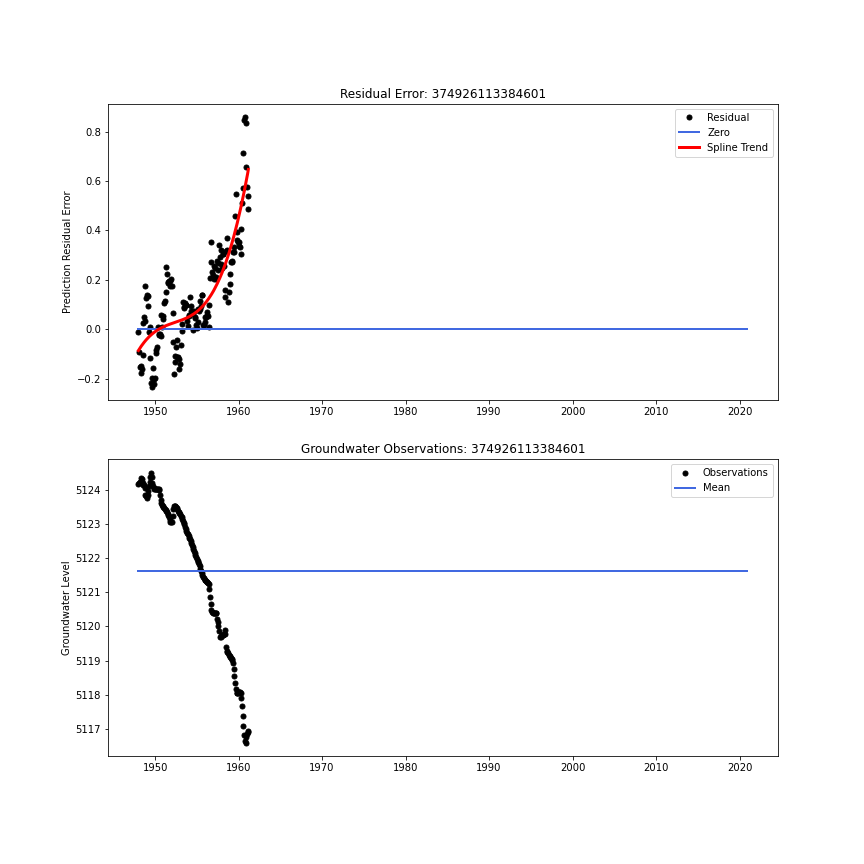 Residual Error: 374926113384601
Prediction Residual Error
0.8
0.6
0.4
0.2
0.0
−0.2
Residual
Zero
Spline Trend
1950 1960 1970 1980 1990 2000 2010 2020
Groundwater Observations: 374926113384601
Groundwater Level
5124
5123
5122
5121
5120
5119
5118
5117
Observations
Mean
1950 1960 1970 1980 1990 2000 2010 2020